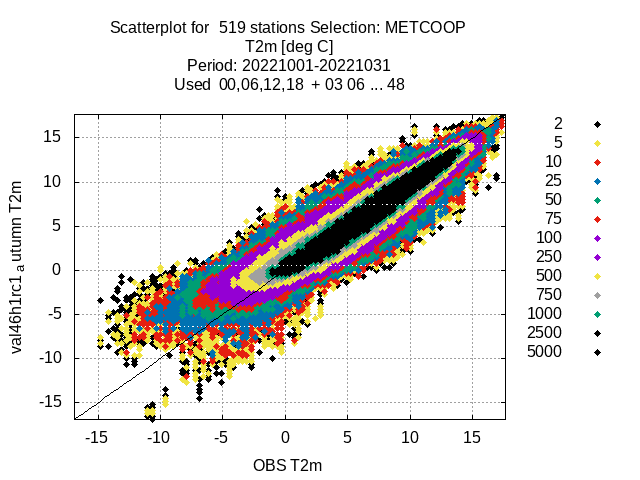 Scatterplot for 519 stations Selection: METCOOP
T2m [deg C]
Period: 20221001-20221031
Used 00,06,12,18 + 03 06 ... 48
15
10
5
0
-5
-10
-15
-15 -10 -5 0 5 10 15
OBS T2m
val46h1rc1 a utumn T2m
2
5
10
25
50
75
100
250
500
750
1000
2500
5000